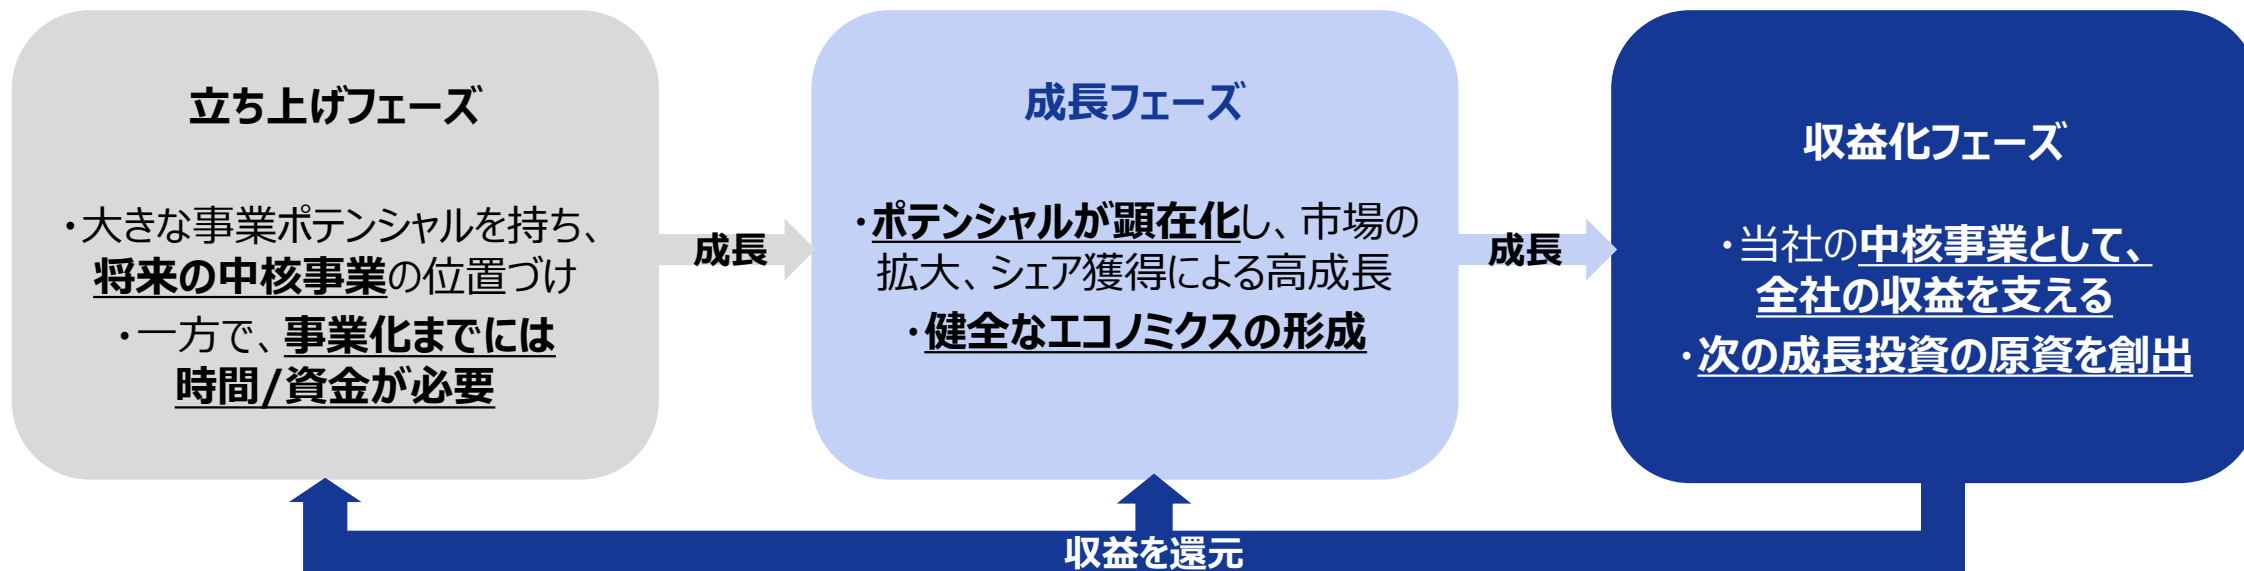 立ち上げフェーズ
・大きな事業ポテンシャルを持ち、
将来の中核事業の位置づけ
・一方で、事業化までには
時間/資金が必要
成長
成長フェーズ
・ポテンシャルが顕在化し、市場の
拡大、シェア獲得による高成長
・健全なエコノミクスの形成
成長
収益化フェーズ
・当社の中核事業として、
全社の収益を支える
・次の成長投資の原資を創出
収益を還元